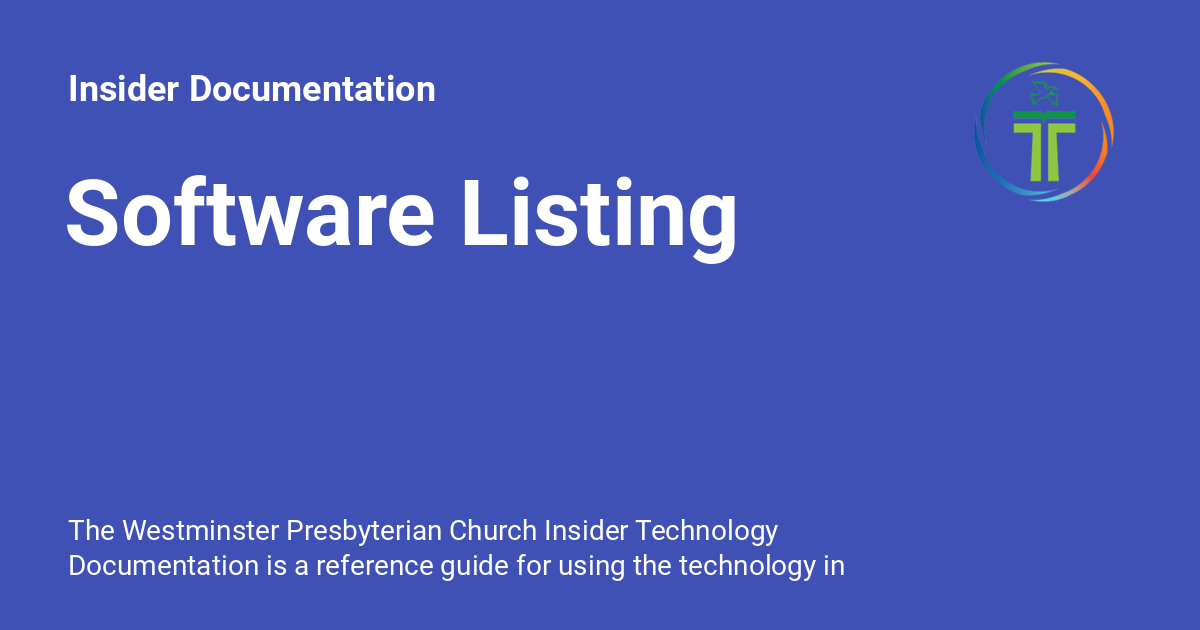 Insider Documentation
Software Listing
The Westminster Presbyterian Church Insider Technology
Documentation is a reference guide for using the technology in